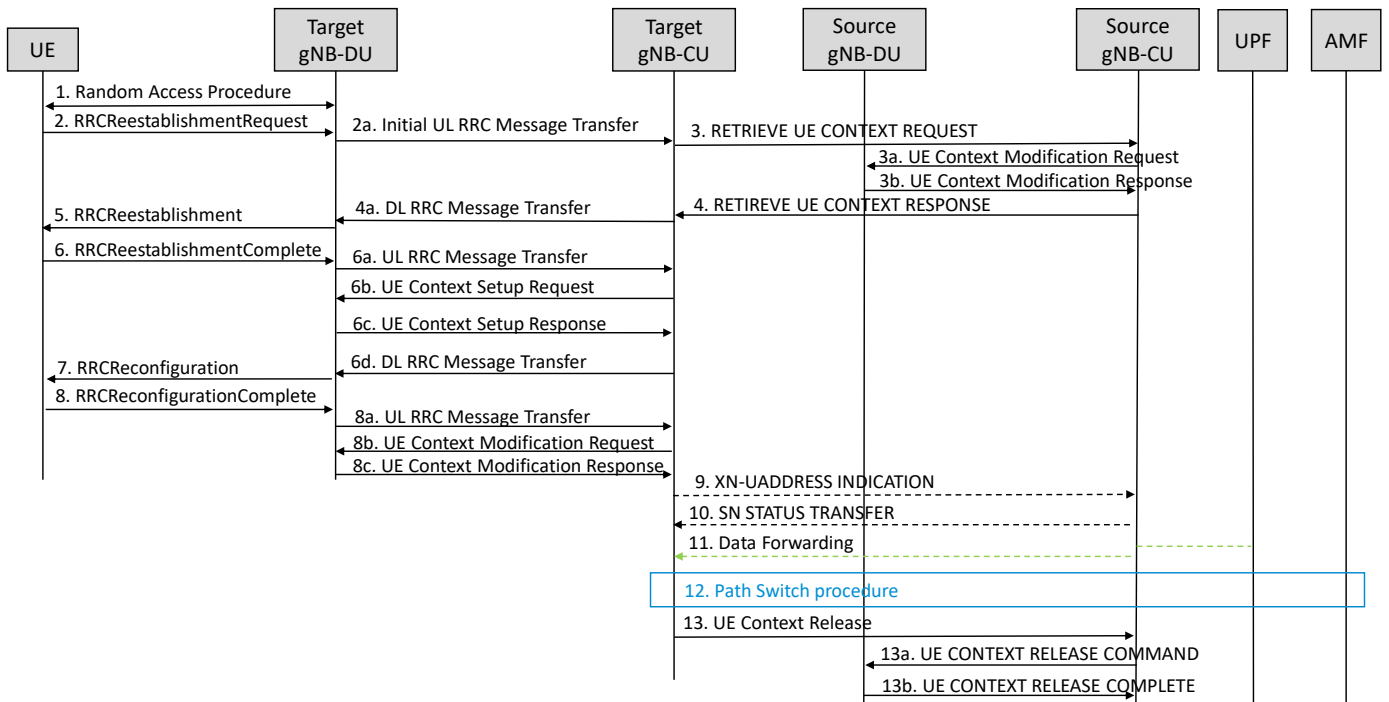 UE
Target
gNB-DU
Target
gNB-CU
Source
gNB-DU
Source
gNB-CU
UPF
AMF
1. Random Access Procedure
2. RRCReestablishmentRequest
2a. Initial UL RRC Message Transfer
3. RETRIEVE UE CONTEXT REQUEST
3a. UE Context Modification Request
3b. UE Context Modification Response
4. RETIREVE UE CONTEXT RESPONSE
4a. DL RRC Message Transfer
5. RRCReestablishment
6. RRCReestablishmentComplete
6a. UL RRC Message Transfer
6b. UE Context Setup Request
6c. UE Context Setup Response
6d. DL RRC Message Transfer
7. RRCReconfiguration
8. RRCReconfigurationComplete
8a. UL RRC Message Transfer
8b. UE Context Modification Request
8c. UE Context Modification Response
9. XN-UADDRESS INDICATION
10. SN STATUS TRANSFER
11. Data Forwarding
12. Path Switch procedure
13. UE Context Release
13a. UE CONTEXT RELEASE COMMAND
13b. UE CONTEXT RELEASE COMPLETE